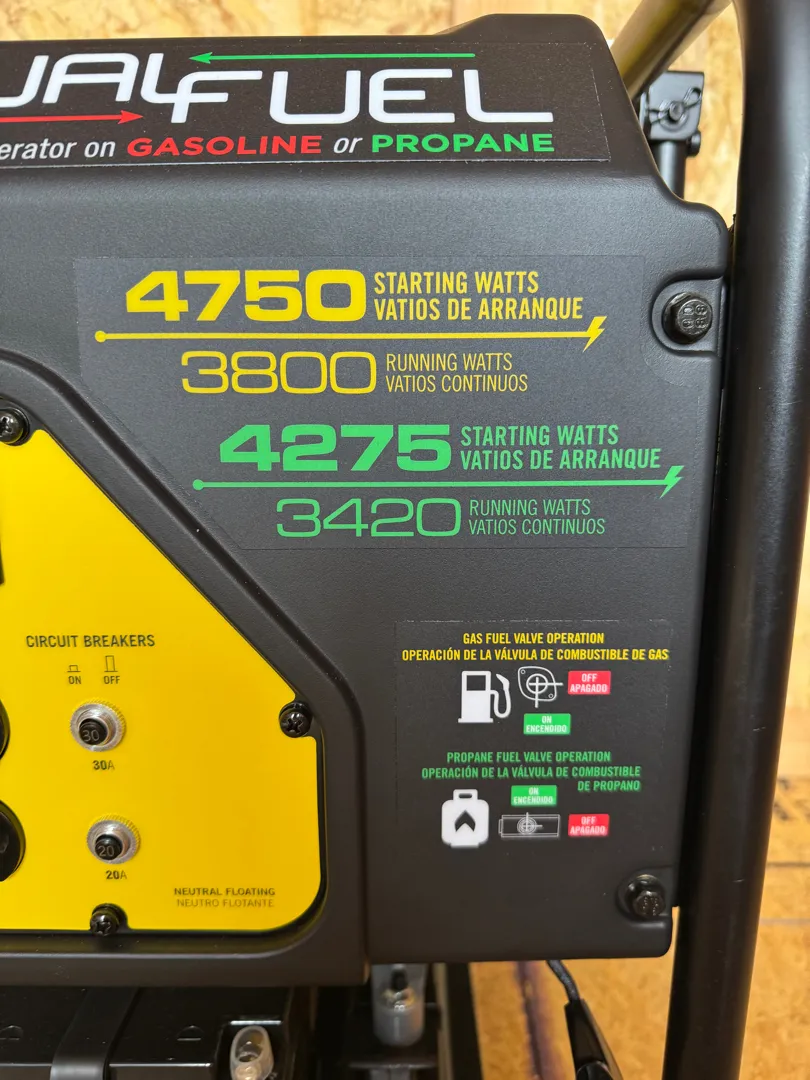 UALFUEL
erator on GASOLINE or PROPANE
4750 STARTING WATTS
VATIOS DE ARRANQUE
3800 RUNNING WATTS
VATIOS CONTINUOS
4275 STARTING WATTS
VATIOS DE ARRANQUE
3420 RUNNING WATTS
VATIOS CONTINUOS
CIRCUIT BREAKERS
ON OFF
30
30A
20
20A
NEUTRAL FLOATING
NEUTRO FLOTANTE
GAS FUEL VALVE OPERATION
OPERACIÓN DE LA VÁLVULA DE COMBUSTIBLE DE GAS
OFF
APAGADO
ON
ENCENDIDO
PROPANE FUEL VALVE OPERATION
OPERACIÓN DE LA VÁLVULA DE COMBUSTIBLE
DE PROPANO
ON
ENCENDIDO
OFF
APAGADO